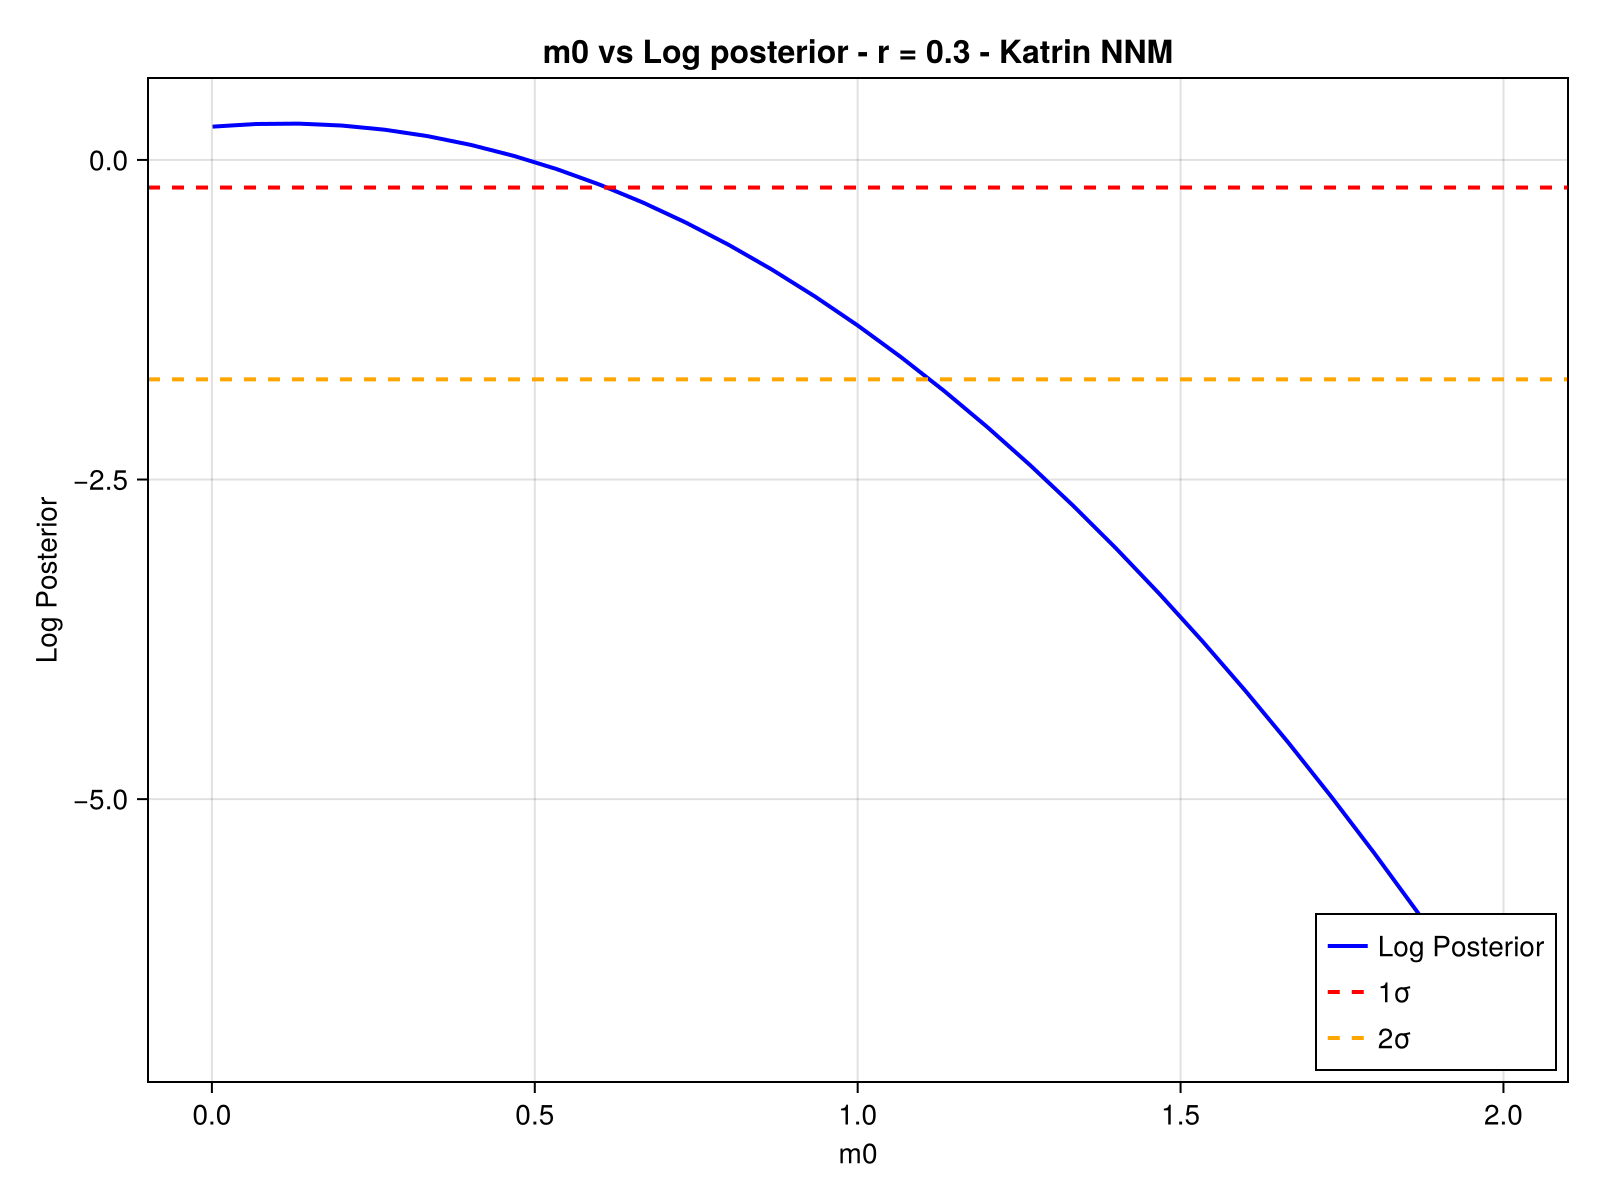 m0 vs Log posterior - r = 0.3 - Katrin NNM
Log Posterior
0.0
−2.5
−5.0
Log Posterior
1σ
2σ
0.0 0.5 1.0 1.5 2.0
m0